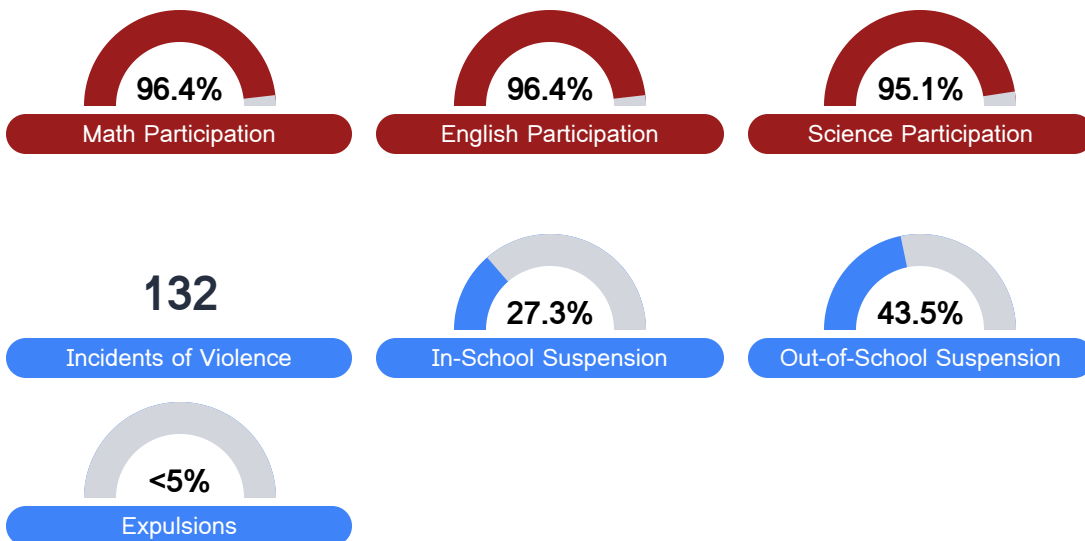 96.4%
Math Participation
96.4%
English Participation
95.1%
Science Participation
132
Incidents of Violence
27.3%
In-School Suspension
43.5%
Out-of-School Suspension
<5%
Expulsions